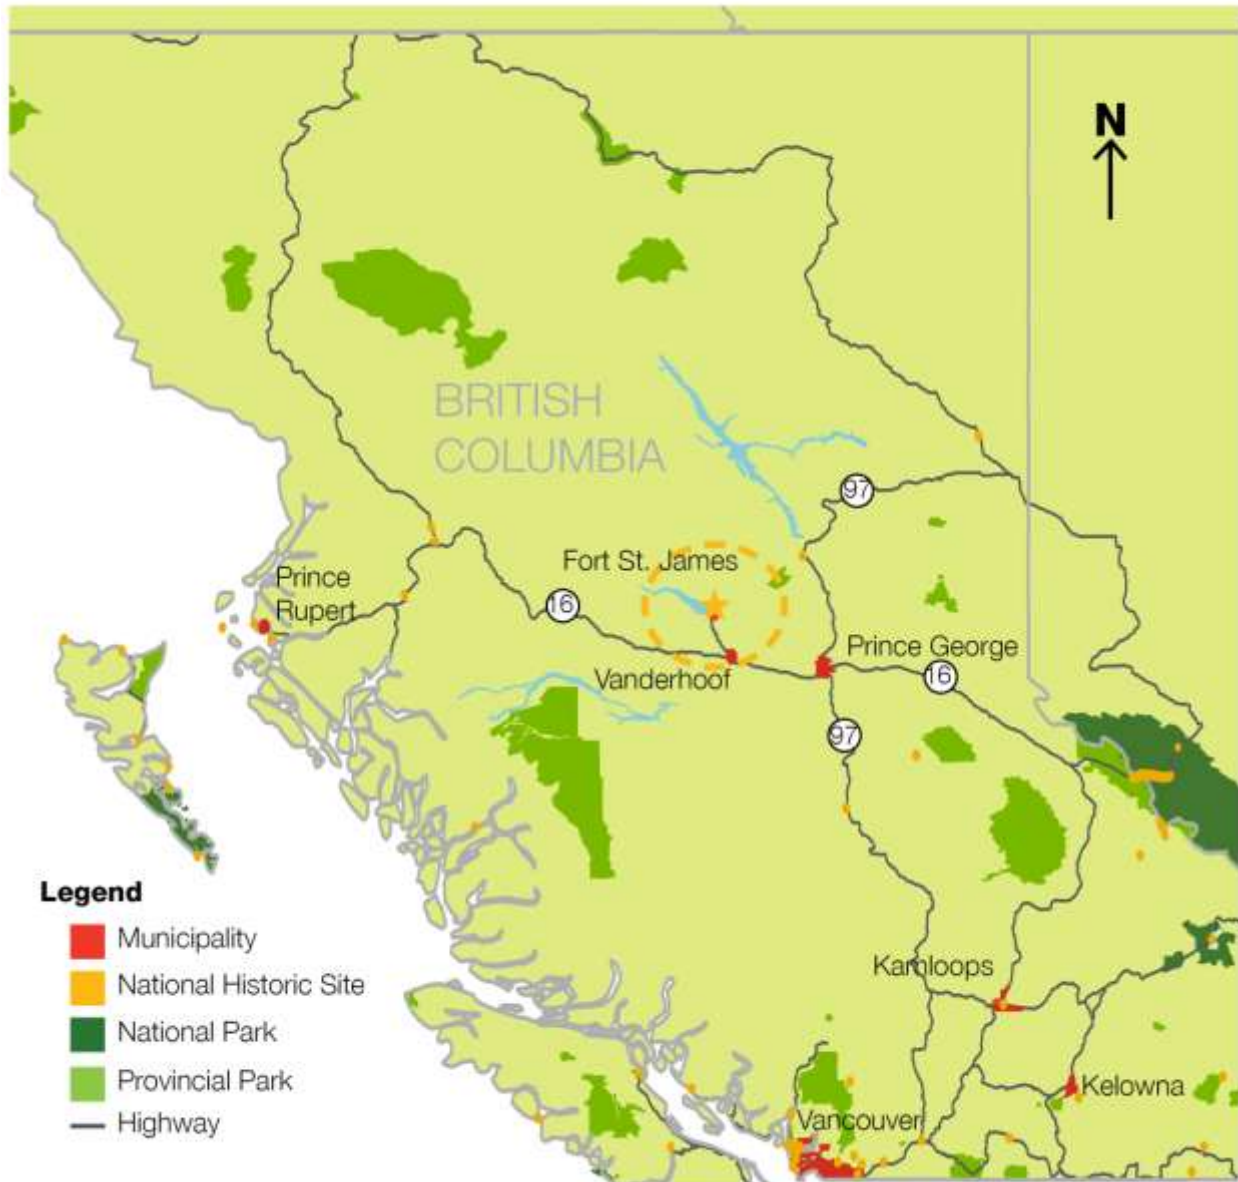 N
BRITISH
COLUMBIA
97
Fort St. James
Prince
Rupert
16
Prince George
Vanderhoof
16
97
Legend
Municipality
National Historic Site
National Park
Provincial Park
Highway
Kamloops
Kelowna
Vancouver